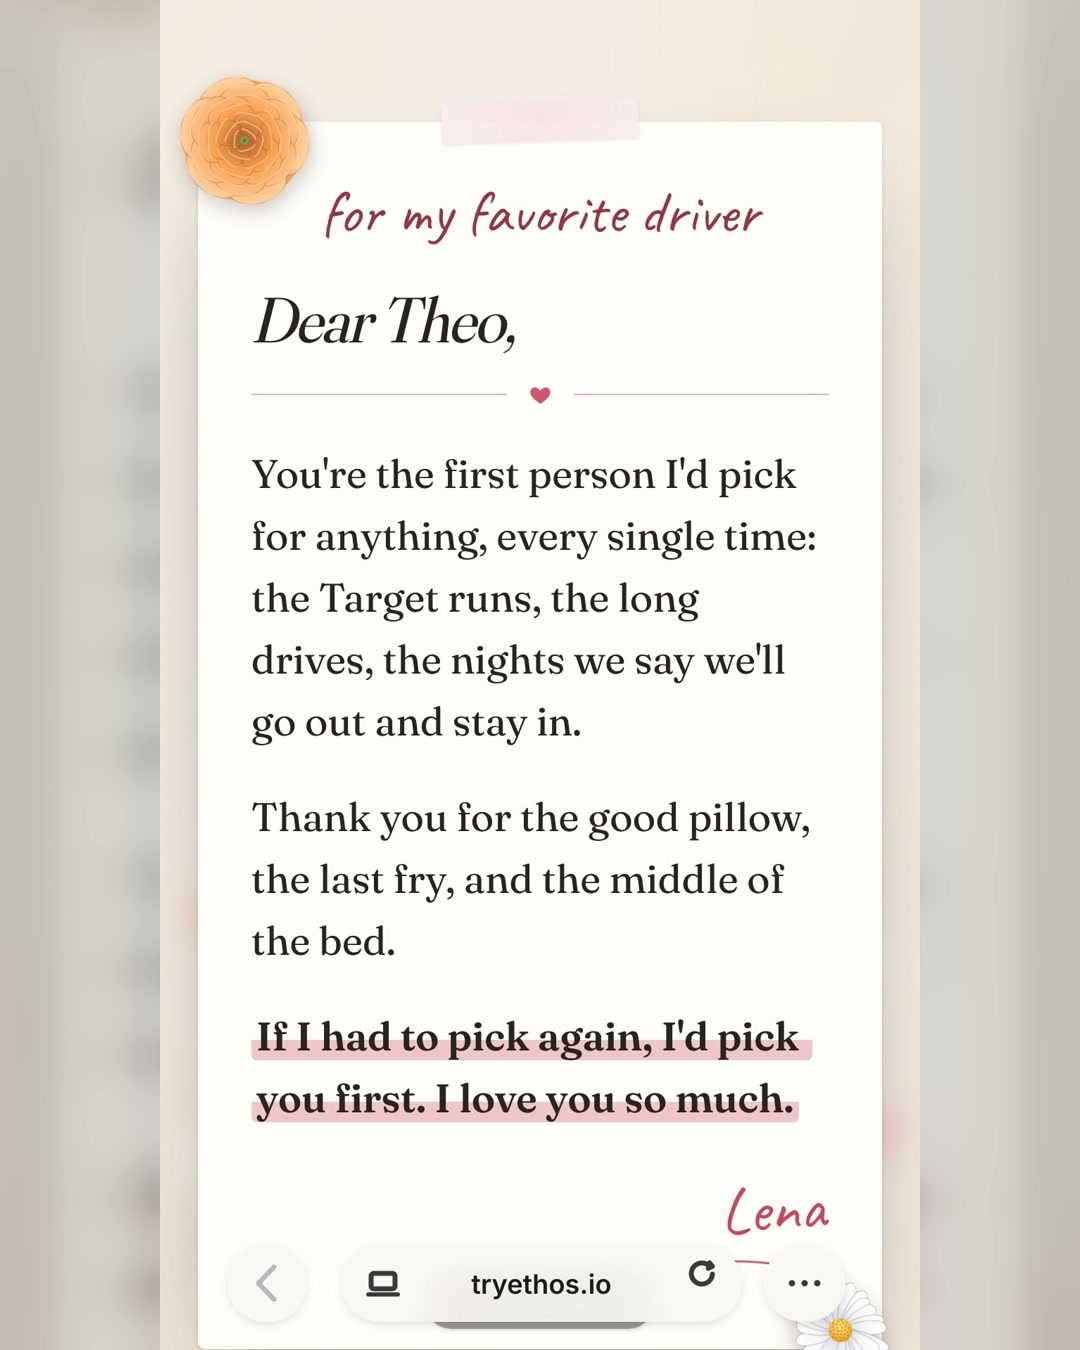 for my favorite driver
Dear Theo,
You're the first person I'd pick
for anything, every single time:
the Target runs, the long
drives, the nights we say we'll
go out and stay in.
Thank you for the good pillow,
the last fry, and the middle of
the bed.
If I had to pick again, I'd pick
you first. I love you so much.
Lena
tryethos.io